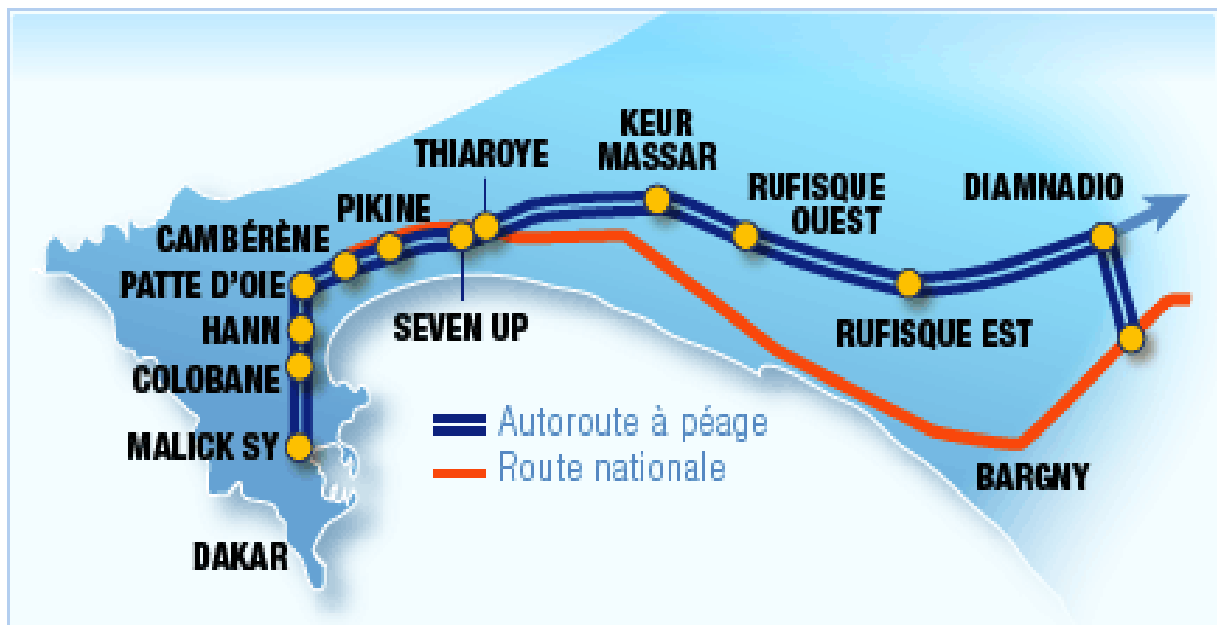 KEUR
MASSAR
THIAROYE
RUFISQUE
OUEST
DIAMNADIO
PIKINE
CAMBÉRÈNE
PATTE D'OIE
HANN
SEVEN UP
RUFISQUE EST
COLOBANE
MALICK SY
Autoroute à péage
Route nationale
BARGNY
DAKAR